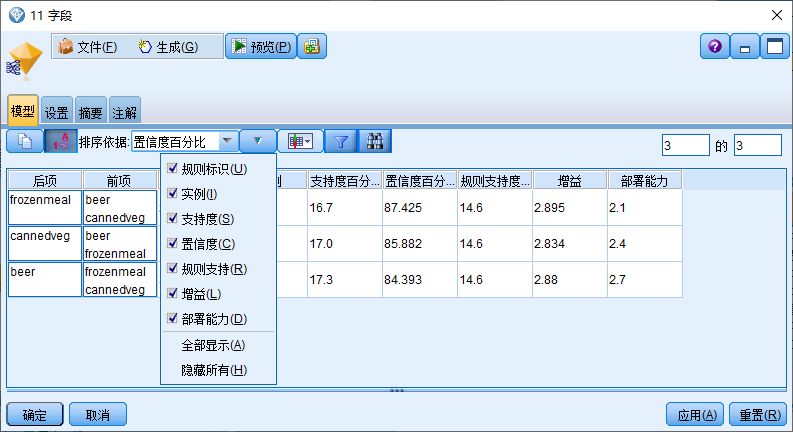 11 字段
文件(F) 生成(G) 预览(P)
模型 设置 摘要 注解
排序依据: 置信度百分比 3 的 3
后项 前项 例 支持度百分... 置信度百分... 规则支持度... 增益 部署能力
frozenmeal beer 16.7 87.425 14.6 2.895 2.1
cannedveg
cannedveg beer 17.0 85.882 14.6 2.834 2.4
frozenmeal
beer frozenmeal 17.3 84.393 14.6 2.88 2.7
cannedveg
规则标识(U)
实例(I)
支持度(S)
置信度(C)
规则支持(R)
增益(L)
部署能力(D)
全部显示(A)
隐藏所有(H)
确定 取消 应用(A) 重置(R)